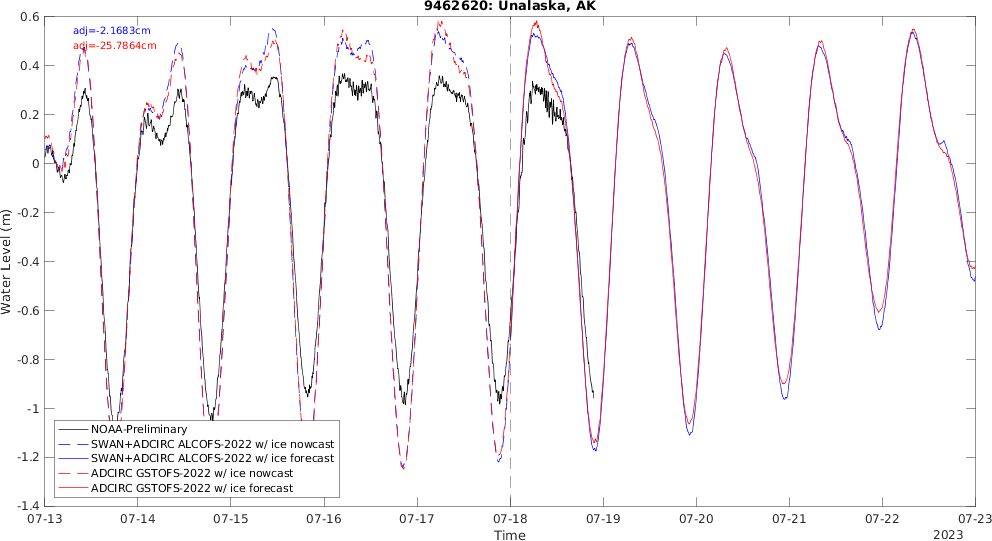 9462620: Unalaska, AK
adj=-2.1683cm
adj=-25.7864cm
0.6
0.4
0.2
0
-0.2
-0.4
-0.6
-0.8
-1
-1.2
-1.4
Water Level (m)
NOAA-Preliminary
SWAN+ADCIRC ALCOFS-2022 w/ ice nowcast
SWAN+ADCIRC ALCOFS-2022 w/ ice forecast
ADCIRC GSTOFS-2022 w/ ice nowcast
ADCIRC GSTOFS-2022 w/ ice forecast
07-13 07-14 07-15 07-16 07-17 07-18 07-19 07-20 07-21 07-22 07-23
Time
2023